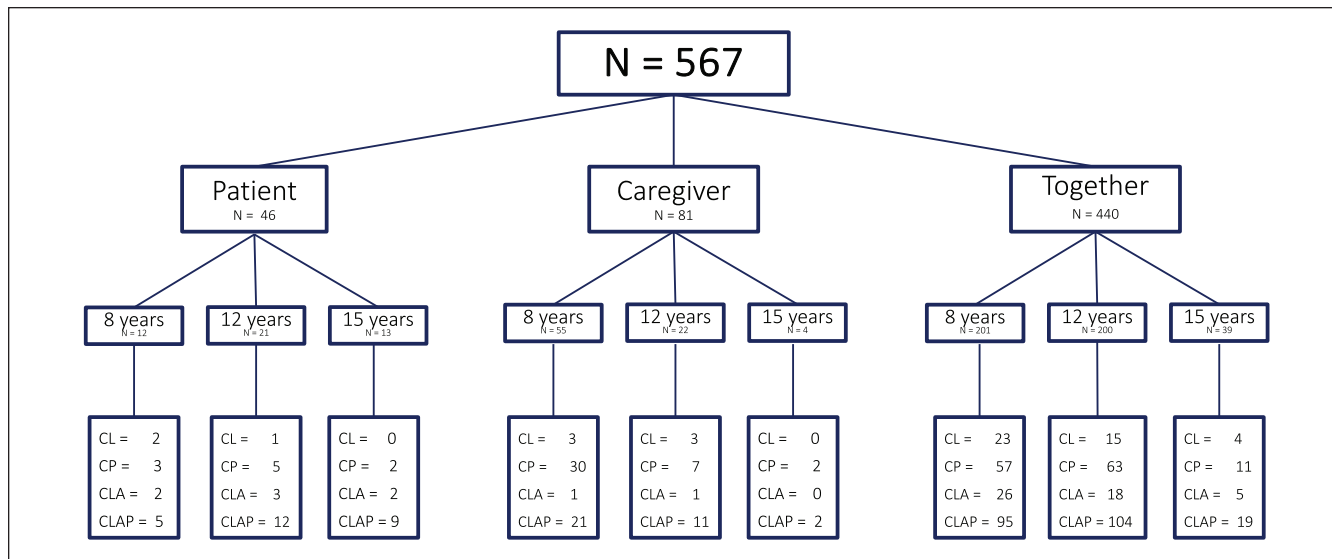 N = 567
Patient
N = 46
Caregiver
N = 81
Together
N = 440
8 years
N = 12
12 years
N = 21
15 years
N = 13
8 years
N = 55
12 years
N = 22
15 years
N = 4
8 years
N = 201
12 years
N = 200
15 years
N = 39
CL = 2
CP = 3
CLA = 2
CLAP = 5
CL = 1
CP = 5
CLA = 3
CLAP = 12
CL = 0
CP = 2
CLA = 2
CLAP = 9
CL = 3
CP = 30
CLA = 1
CLAP = 21
CL = 3
CP = 7
CLA = 1
CLAP = 11
CL = 0
CP = 2
CLA = 0
CLAP = 2
CL = 23
CP = 57
CLA = 26
CLAP = 95
CL = 15
CP = 63
CLA = 18
CLAP = 104
CL = 4
CP = 11
CLA = 5
CLAP = 19